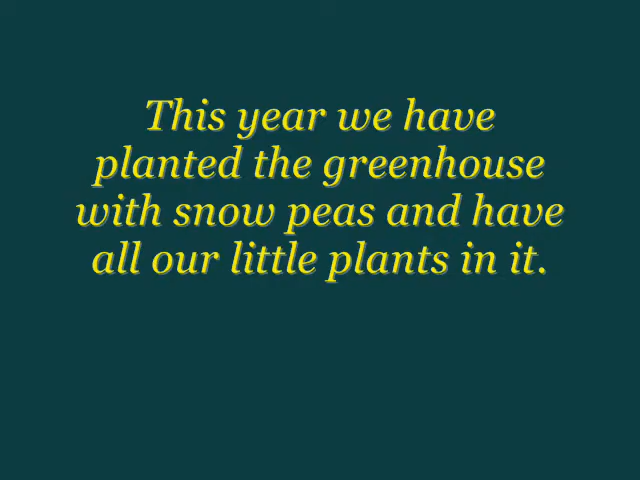 This year we have
planted the greenhouse
with snow peas and have
all our little plants in it.